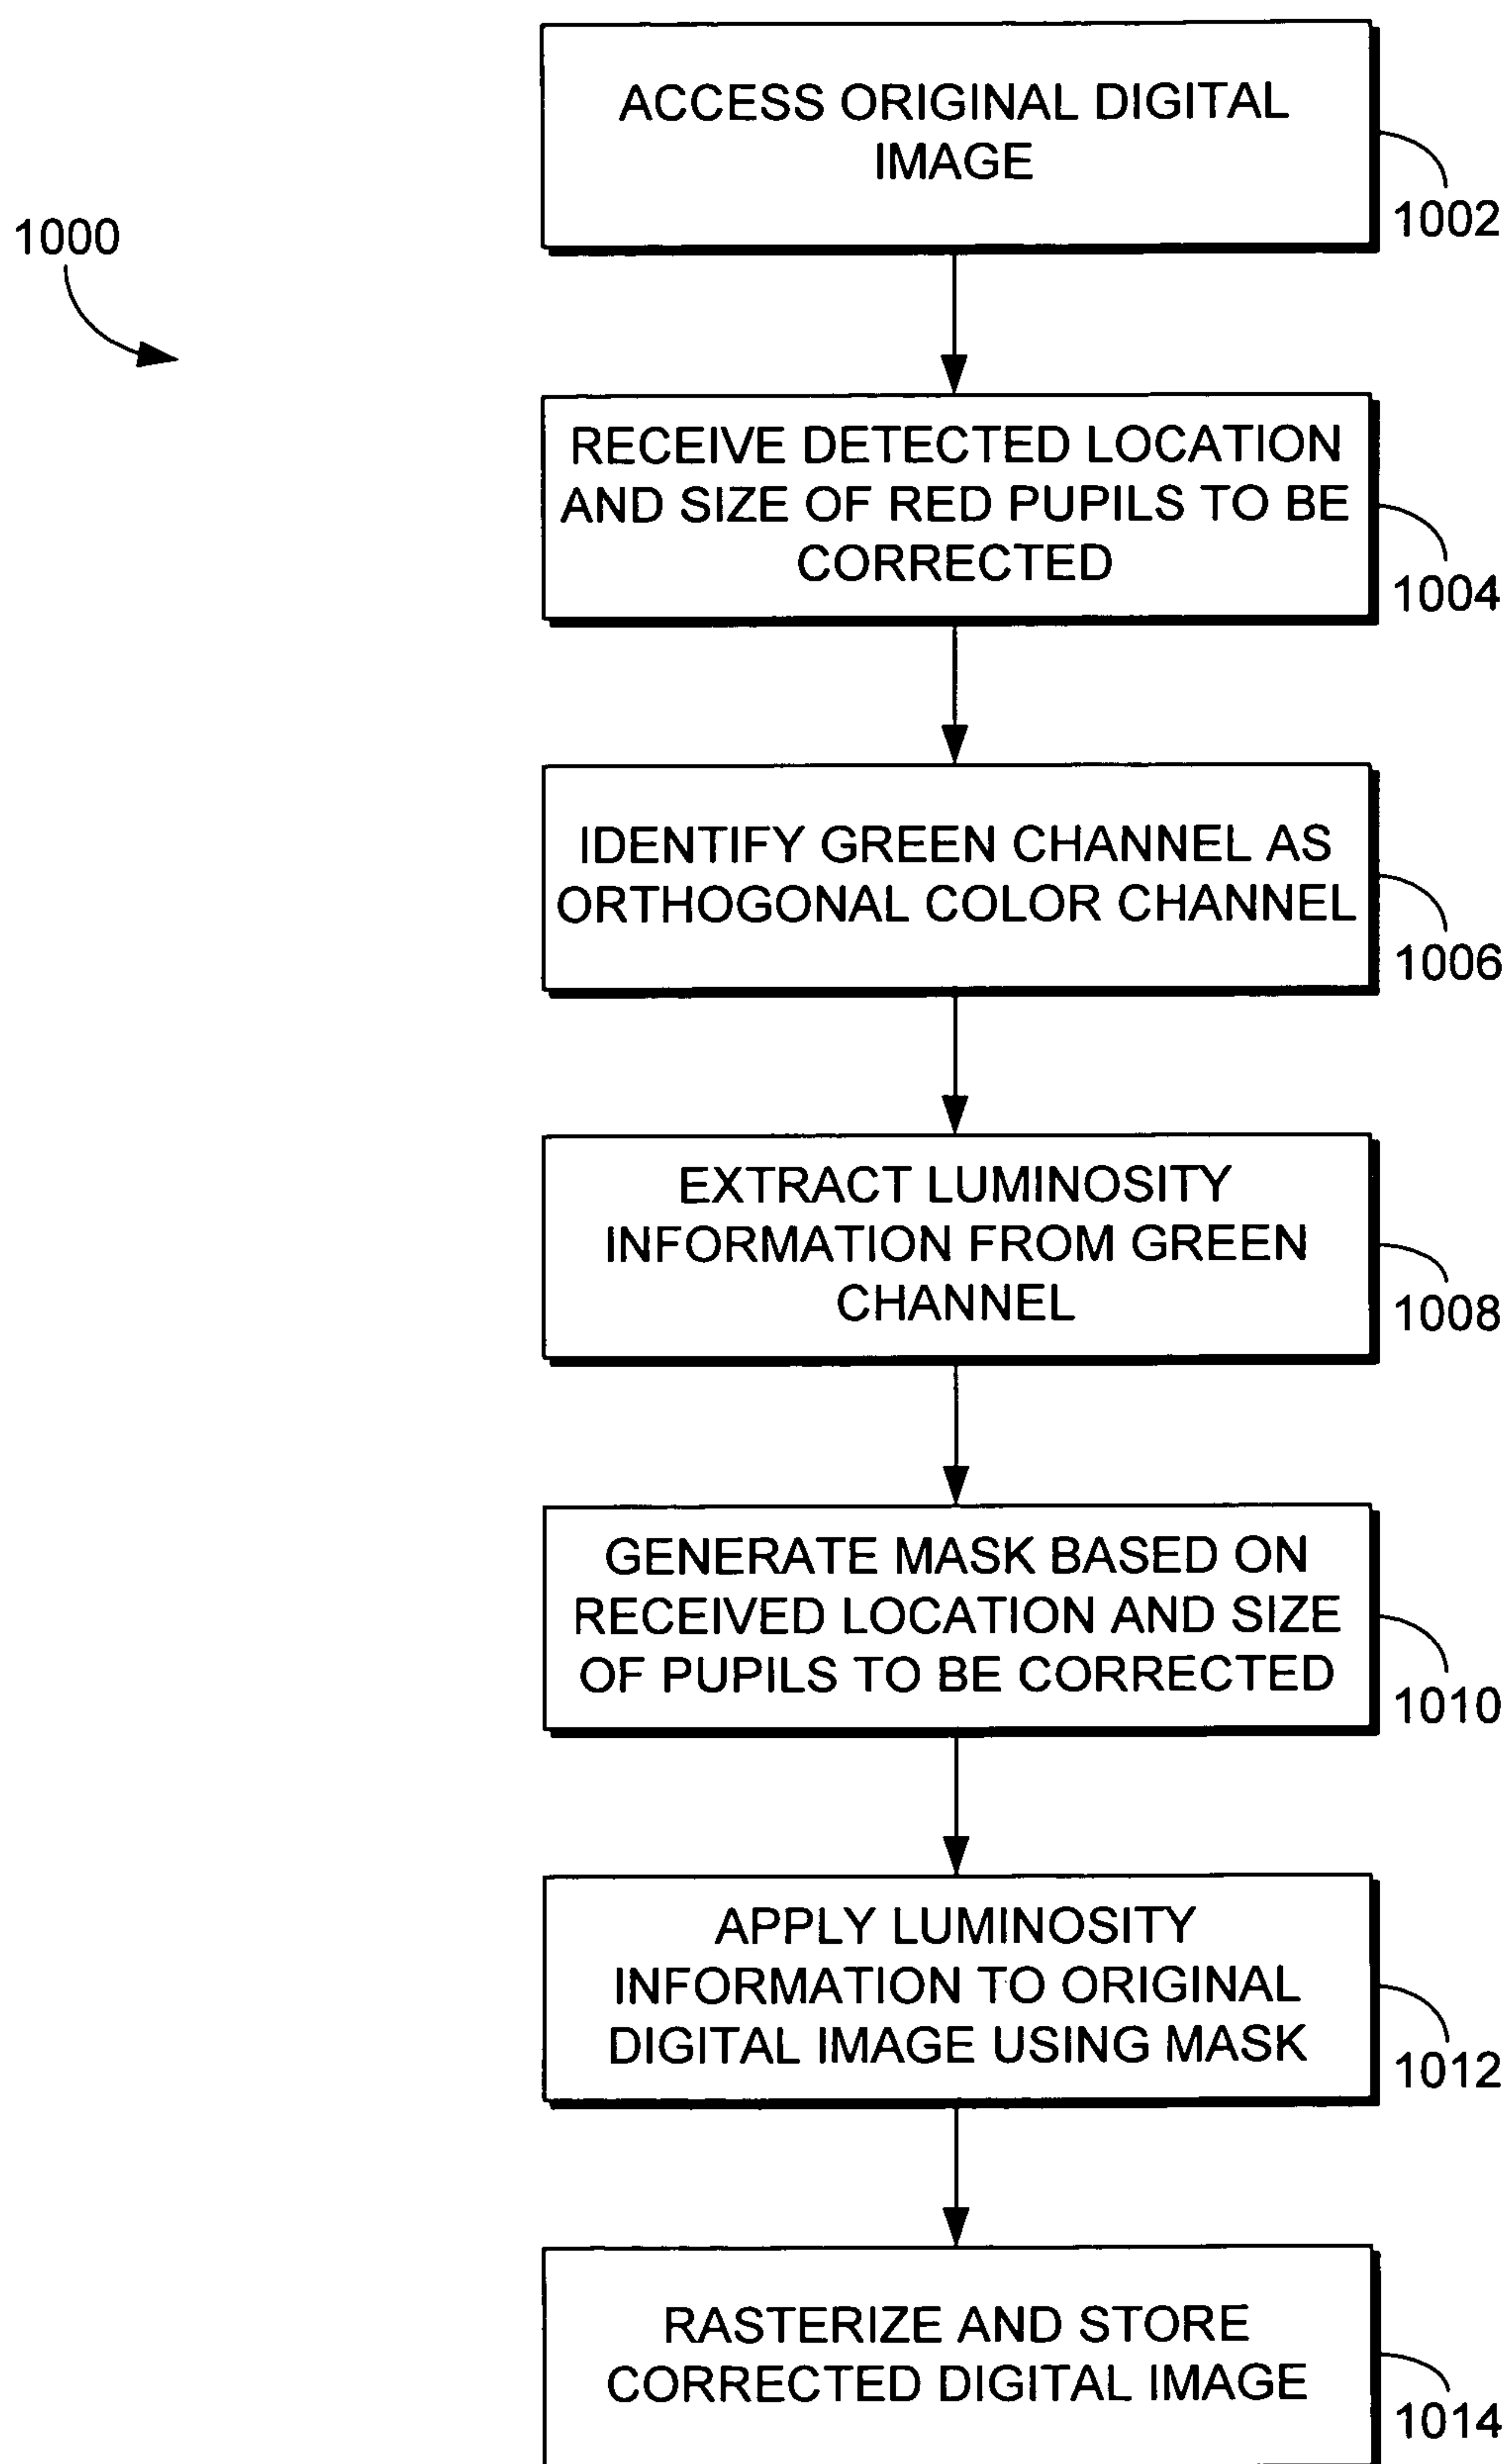 ACCESS ORIGINAL DIGITAL
IMAGE
1002
1000
RECEIVE DETECTED LOCATION
AND SIZE OF RED PUPILS TO BE
CORRECTED
1004
IDENTIFY GREEN CHANNEL AS
ORTHOGONAL COLOR CHANNEL
1006
EXTRACT LUMINOSITY
INFORMATION FROM GREEN
CHANNEL
1008
GENERATE MASK BASED ON
RECEIVED LOCATION AND SIZE
OF PUPILS TO BE CORRECTED
1010
APPLY LUMINOSITY
INFORMATION TO ORIGINAL
DIGITAL IMAGE USING MASK
1012
RASTERIZE AND STORE
CORRECTED DIGITAL IMAGE
1014